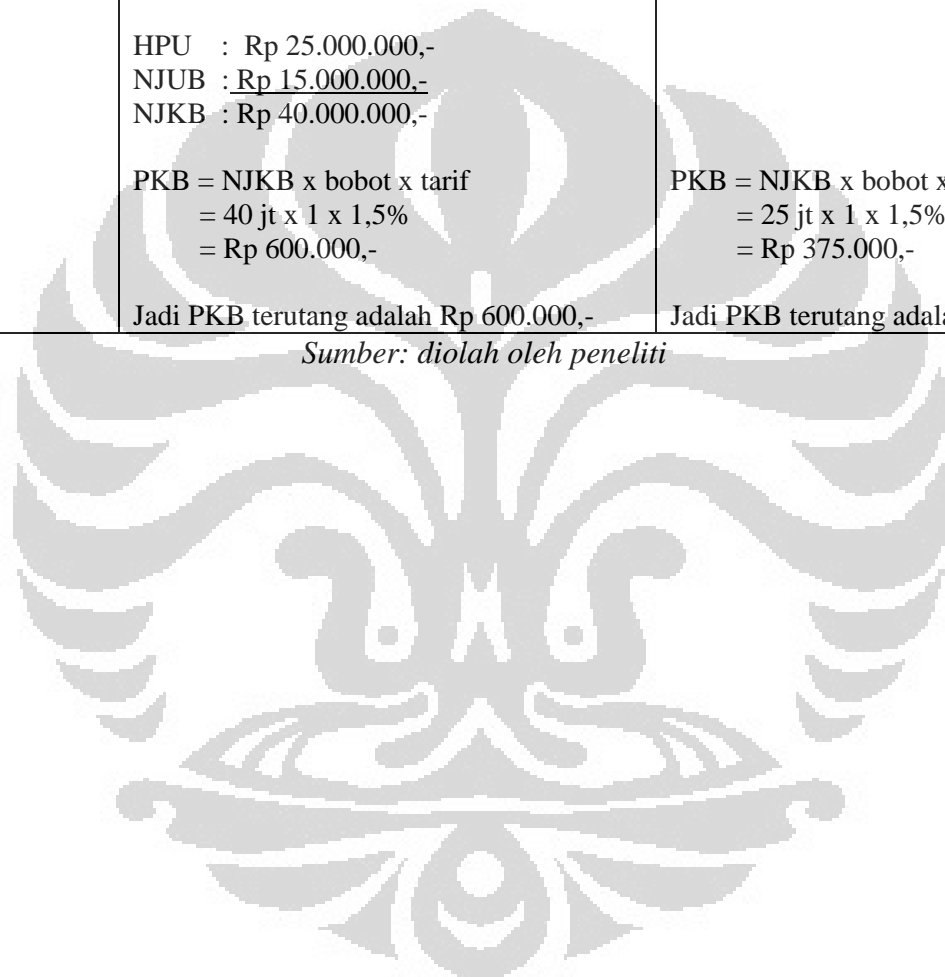 HPU : Rp 25.000.000,-
NJUB : Rp 15.000.000,-
NJKB : Rp 40.000.000,-
PKB = NJKB x bobot x tarif
= 40 jt x 1 x 1,5%
= Rp 600.000,-
Jadi PKB terutang adalah Rp 600.000,-
PKB = NJKB x bobot x
= 25 jt x 1 x 1,5%
= Rp 375.000,-
Jadi PKB terutang
Sumber: diolah oleh peneliti